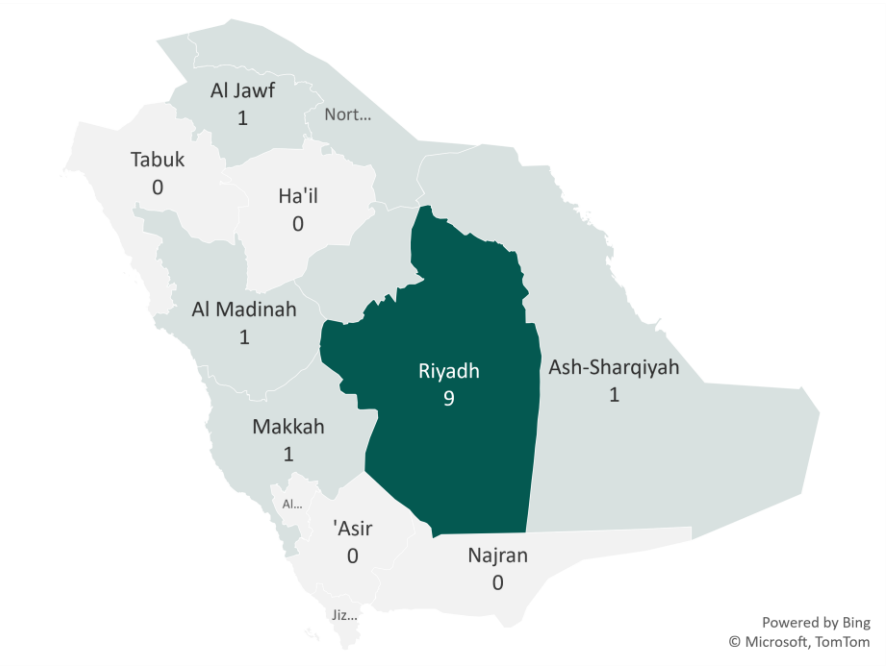 Al Jawf
1
Nort...
Tabuk
0
Ha'il
0
Al Madinah
1
Riyadh
9
Ash-Sharqiyah
1
Makkah
1
Al...
'Asir
0
Najran
0
Jiz...
Powered by Bing
© Microsoft, TomTom